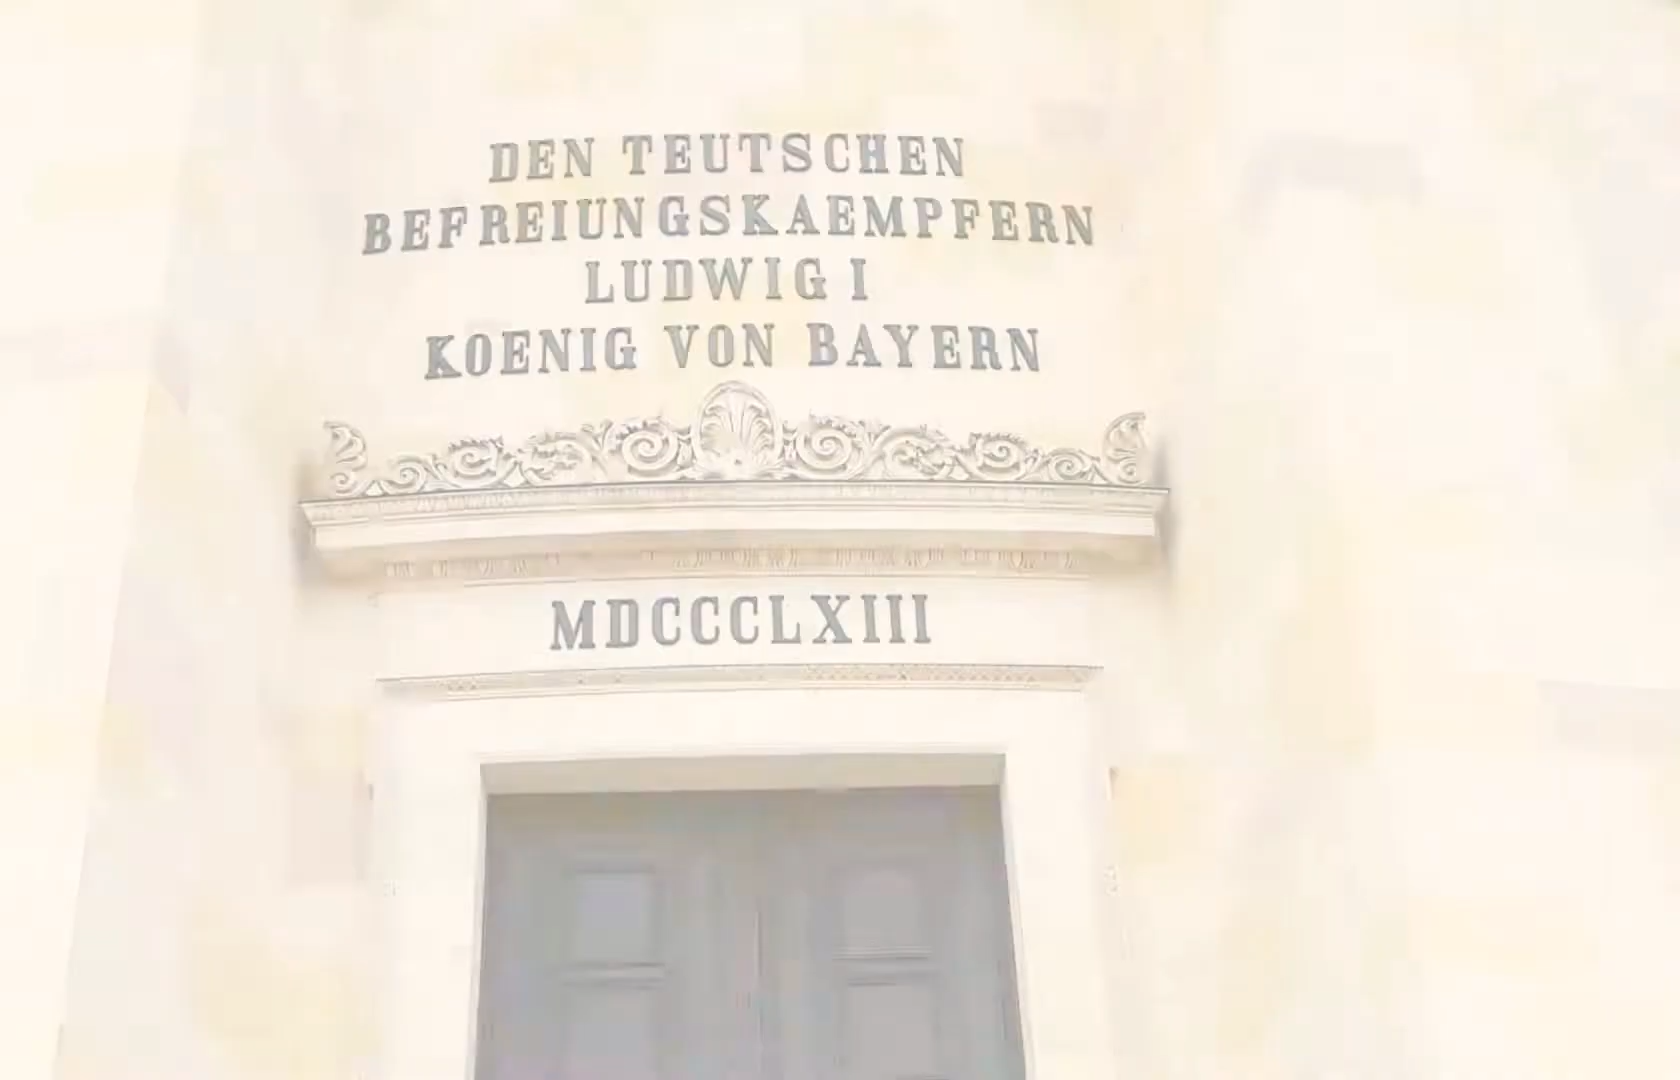 DEN TEUTSCHEN
BEFREIUNGSKAEMPFERN
LUDWIG I
KOENIG VON BAYERN
MDCCCLXIII